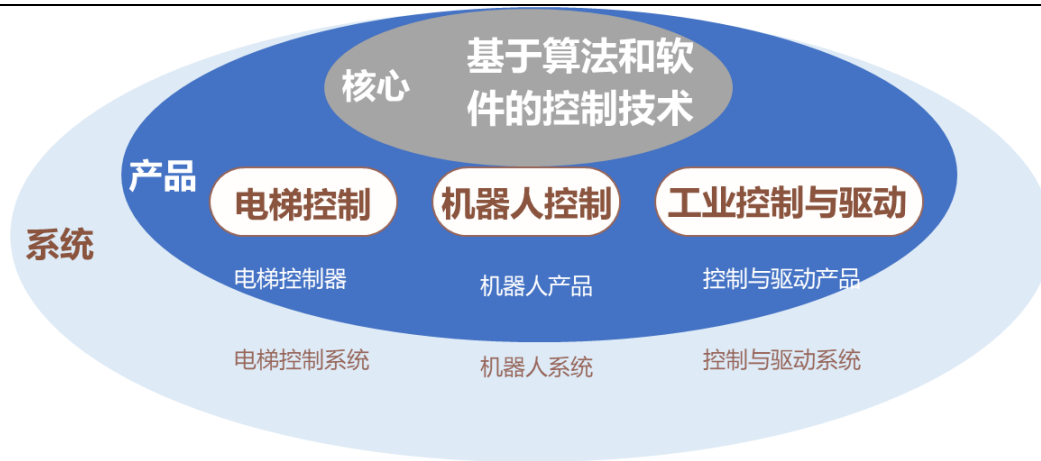 基于算法和软
核心
件的控制技术
产品
电梯控制
机器人控制
工业控制与驱动
系统
电梯控制器
机器人产品
控制与驱动产品
电梯控制系统
机器人系统
控制与驱动系统